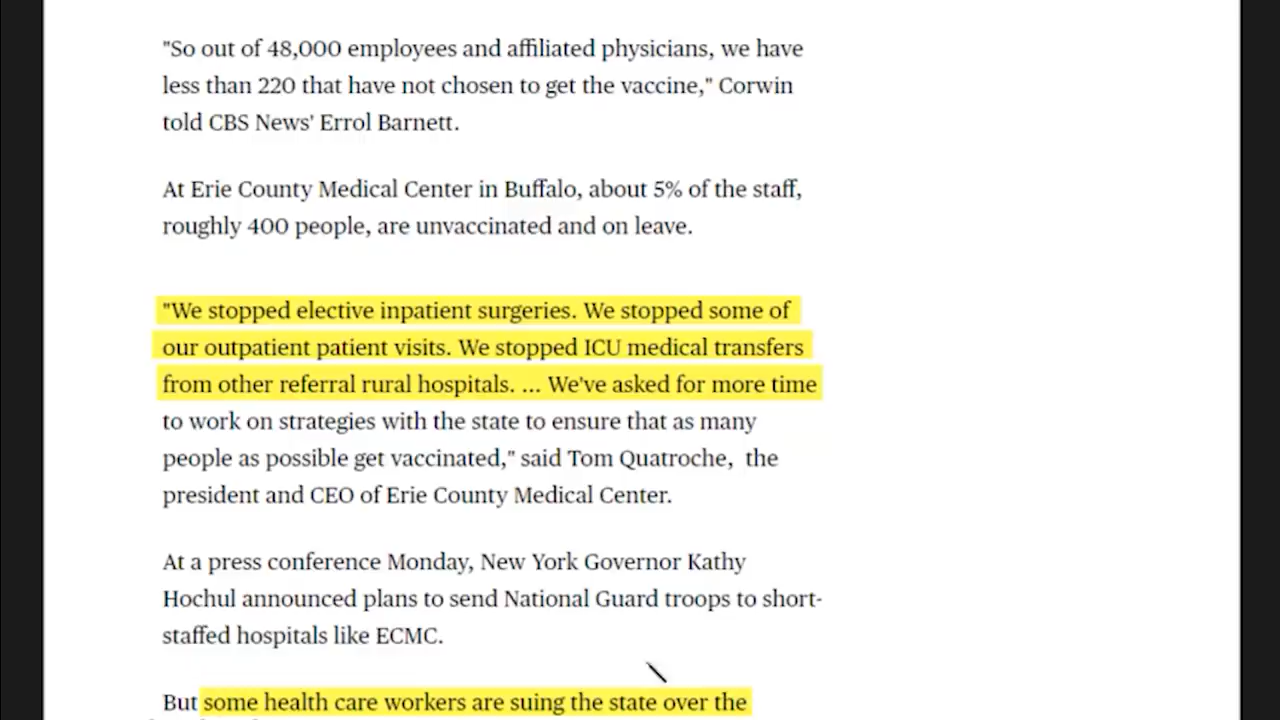 "So out of 48,000 employees and affiliated physicians, we have
less than 220 that have not chosen to get the vaccine," Corwin
told CBS News' Errol Barnett.
At Erie County Medical Center in Buffalo, about 5% of the staff,
roughly 400 people, are unvaccinated and on leave.
"We stopped elective inpatient surgeries. We stopped some of
our outpatient patient visits. We stopped ICU medical transfers
from other referral rural hospitals. ... We've asked for more time
to work on strategies with the state to ensure that as many
people as possible get vaccinated," said Tom Quatroche,  the
president and CEO of Erie County Medical Center.
At a press conference Monday, New York Governor Kathy
Hochul announced plans to send National Guard troops to short-
staffed hospitals like ECMC.
But some health care workers are suing the state over the